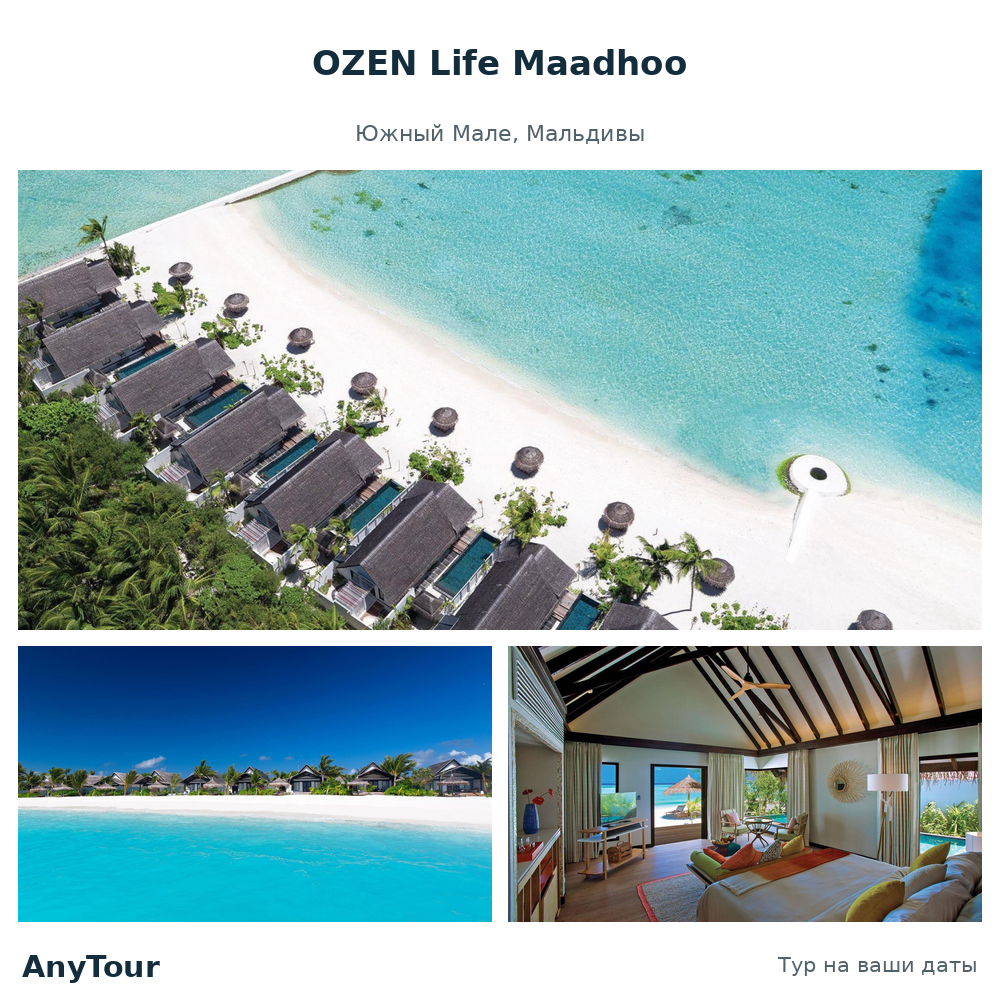 OZEN Life Maadhoo
Южный Мале, Мальдивы
AnyTour
Тур на ваши даты